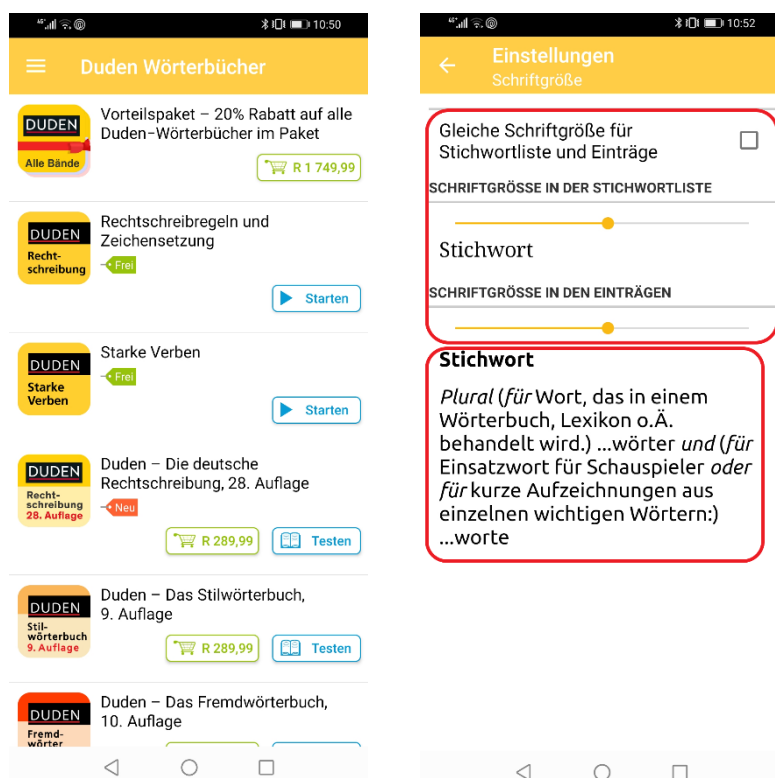 10:50
Duden Wörterbücher
DUDEN
Alle Bände
Vorteilspaket – 20% Rabatt auf alle
Duden-Wörterbücher im Paket
R 1 749,99
DUDEN
Recht-
schreibung
Rechtschreibregeln und
Zeichensetzung
Frei
Starten
DUDEN
Starke
Verben
Starke Verben
Frei
Starten
DUDEN
Recht-
schreibung
28. Auflage
Duden – Die deutsche
Rechtschreibung, 28. Auflage
Neu
R 289,99
Testen
DUDEN
Stil-
wörterbuch
9. Auflage
Duden – Das Stilwörterbuch,
9. Auflage
R 289,99
Testen
DUDEN
Fremd-
wörter
Duden – Das Fremdwörterbuch,
10. Auflage
10:52
Einstellungen
Schriftgröße
Gleiche Schriftgröße für
Stichwortliste und Einträge
SCHRIFTGRÖSSE IN DER STICHWORTLISTE
Stichwort
SCHRIFTGRÖSSE IN DEN EINTRÄGEN
Stichwort
Plural (für Wort, das in einem
Wörterbuch, Lexikon o.Ä.
behandelt wird.) ...wörter und (für
Einsatzwort für Schauspieler oder
für kurze Aufzeichnungen aus
einzelnen wichtigen Wörtern:)
...worte